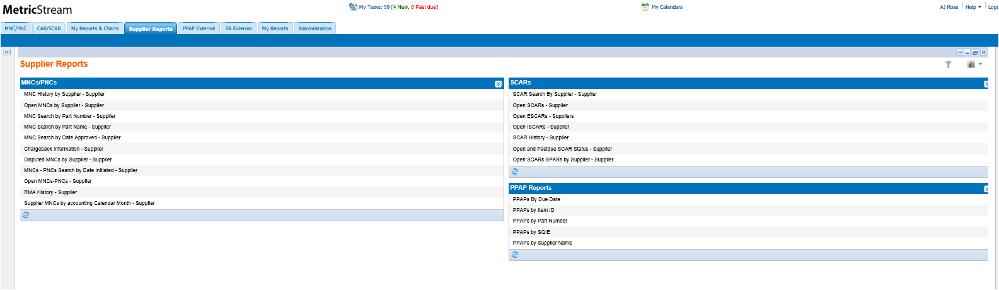 MetricStream
My Tasks: 59 [4 New, 0 Past due]
My Calendars
AJ Rose
Help
MNC/PNC
CAR/SCAR
My Reports & Charts
Supplier Reports
PPAP External
SR External
My Reports
Administration
Supplier Reports
MNCs/PNCs
MNC History by Supplier - Supplier
Open MNCs by Supplier - Supplier
MNC Search by Part Number - Supplier
MNC Search by Part Name - Supplier
MNC Search by Date Approved - Supplier
Chargeback Information - Supplier
Disputed MNCs by Supplier - Supplier
MNCs - PNCs Search by Date Initiated - Supplier
Open MNCs-PNCs - Supplier
RMA History - Supplier
Supplier MNCs by accounting Calendar Month - Supplier
SCARs
SCAR Search By Supplier - Supplier
Open SCARs - Supplier
Open ESCARs - Suppliers
Open ISCARs - Supplier
SCAR History - Supplier
Open and Pastdue SCAR Status - Supplier
Open SCARs SPARs by Supplier - Supplier
PPAP Reports
PPAPs By Due Date
PPAPs by Item ID
PPAPs by Part Number
PPAPs by SQIE
PPAPs by Supplier Name